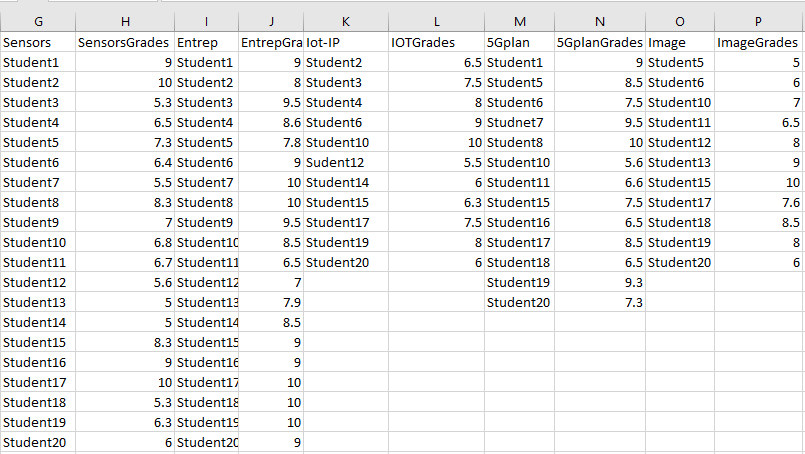 G H I J K L M N O P
Sensors SensorsGrades Entrep EntrepGra Iot-IP IOTGrades 5Gplan 5GplanGrades Image ImageGrades
Student1 9 Student1 9 Student2 6.5 Student1 9 Student5 5
Student2 10 Student2 8 Student3 7.5 Student5 8.5 Student6 6
Student3 5.3 Student3 9.5 Student4 8 Student6 7.5 Student10 7
Student4 6.5 Student4 8.6 Student6 9 Studnet7 9.5 Student11 6.5
Student5 7.3 Student5 7.8 Student10 10 Student8 10 Student12 8
Student6 6.4 Student6 9 Sudent12 5.5 Student10 5.6 Student13 9
Student7 5.5 Student7 10 Student14 6 Student11 6.6 Student15 10
Student8 8.3 Student8 10 Student15 6.3 Student15 7.5 Student17 7.6
Student9 7 Student9 9.5 Student17 7.5 Student16 6.5 Student18 8.5
Student10 6.8 Student10 8.5 Student19 8 Student17 8.5 Student19 8
Student11 6.7 Student11 6.5 Student20 6 Student18 6.5 Student20 6
Student12 5.6 Student12 7 Student19 9.3
Student13 5 Student13 7.9 Student20 7.3
Student14 5 Student14 8.5
Student15 8.3 Student15 9
Student16 9 Student16 9
Student17 10 Student17 10
Student18 5.3 Student18 10
Student19 6.3 Student19 10
Student20 6 Student20 9